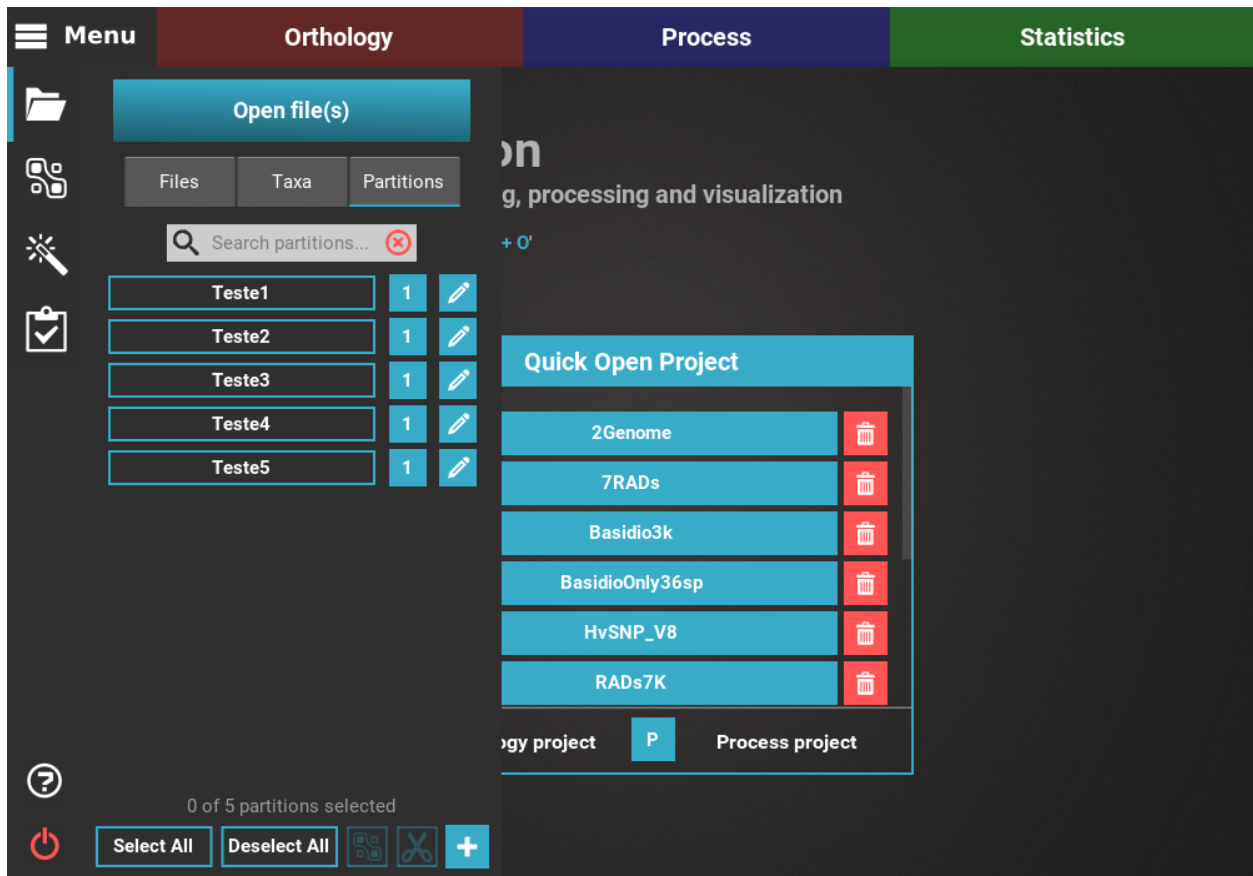 Menu
Orthology
Process
Statistics
Open file(s)
Files
Taxa
Partitions
Search partitions...
Teste1
1
Teste2
1
Teste3
1
Teste4
1
Teste5
1
0 of 5 partitions selected
Select All
Deselect All
on
g, processing and visualization
+ O'
Quick Open Project
2Genome
7RADs
Basidio3k
BasidioOnly36sp
HvSNP_V8
RADs7K
ogy project
P
Process project